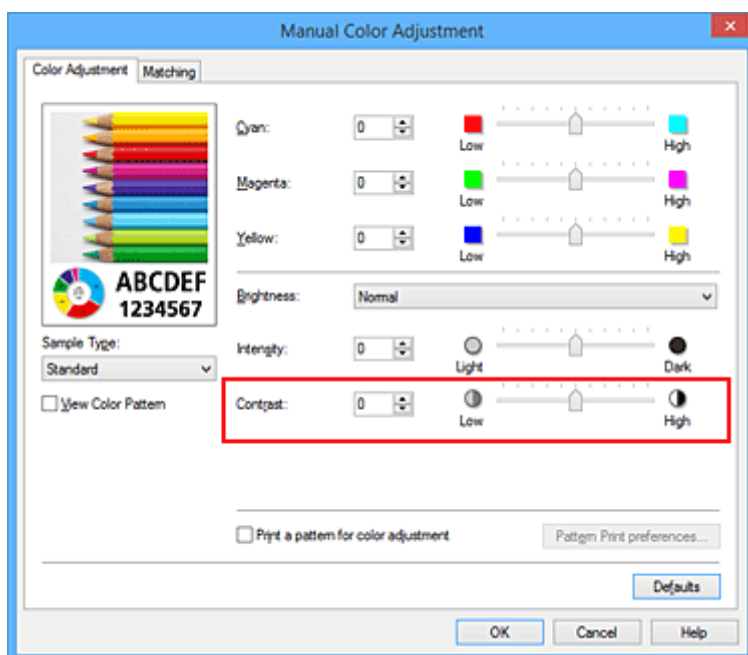 Manual Color Adjustment
Color Adjustment Matching
Cyan: 0 Low High
Magenta: 0 Low High
Yellow: 0 Low High
ABCDEF
1234567
Brightness: Normal
Sample Type:
Standard
Intensity: 0 Light Dark
View Color Pattern
Contrast: 0 Low High
Print a pattern for color adjustment Pattern Print preferences...
Defaults
OK Cancel Help